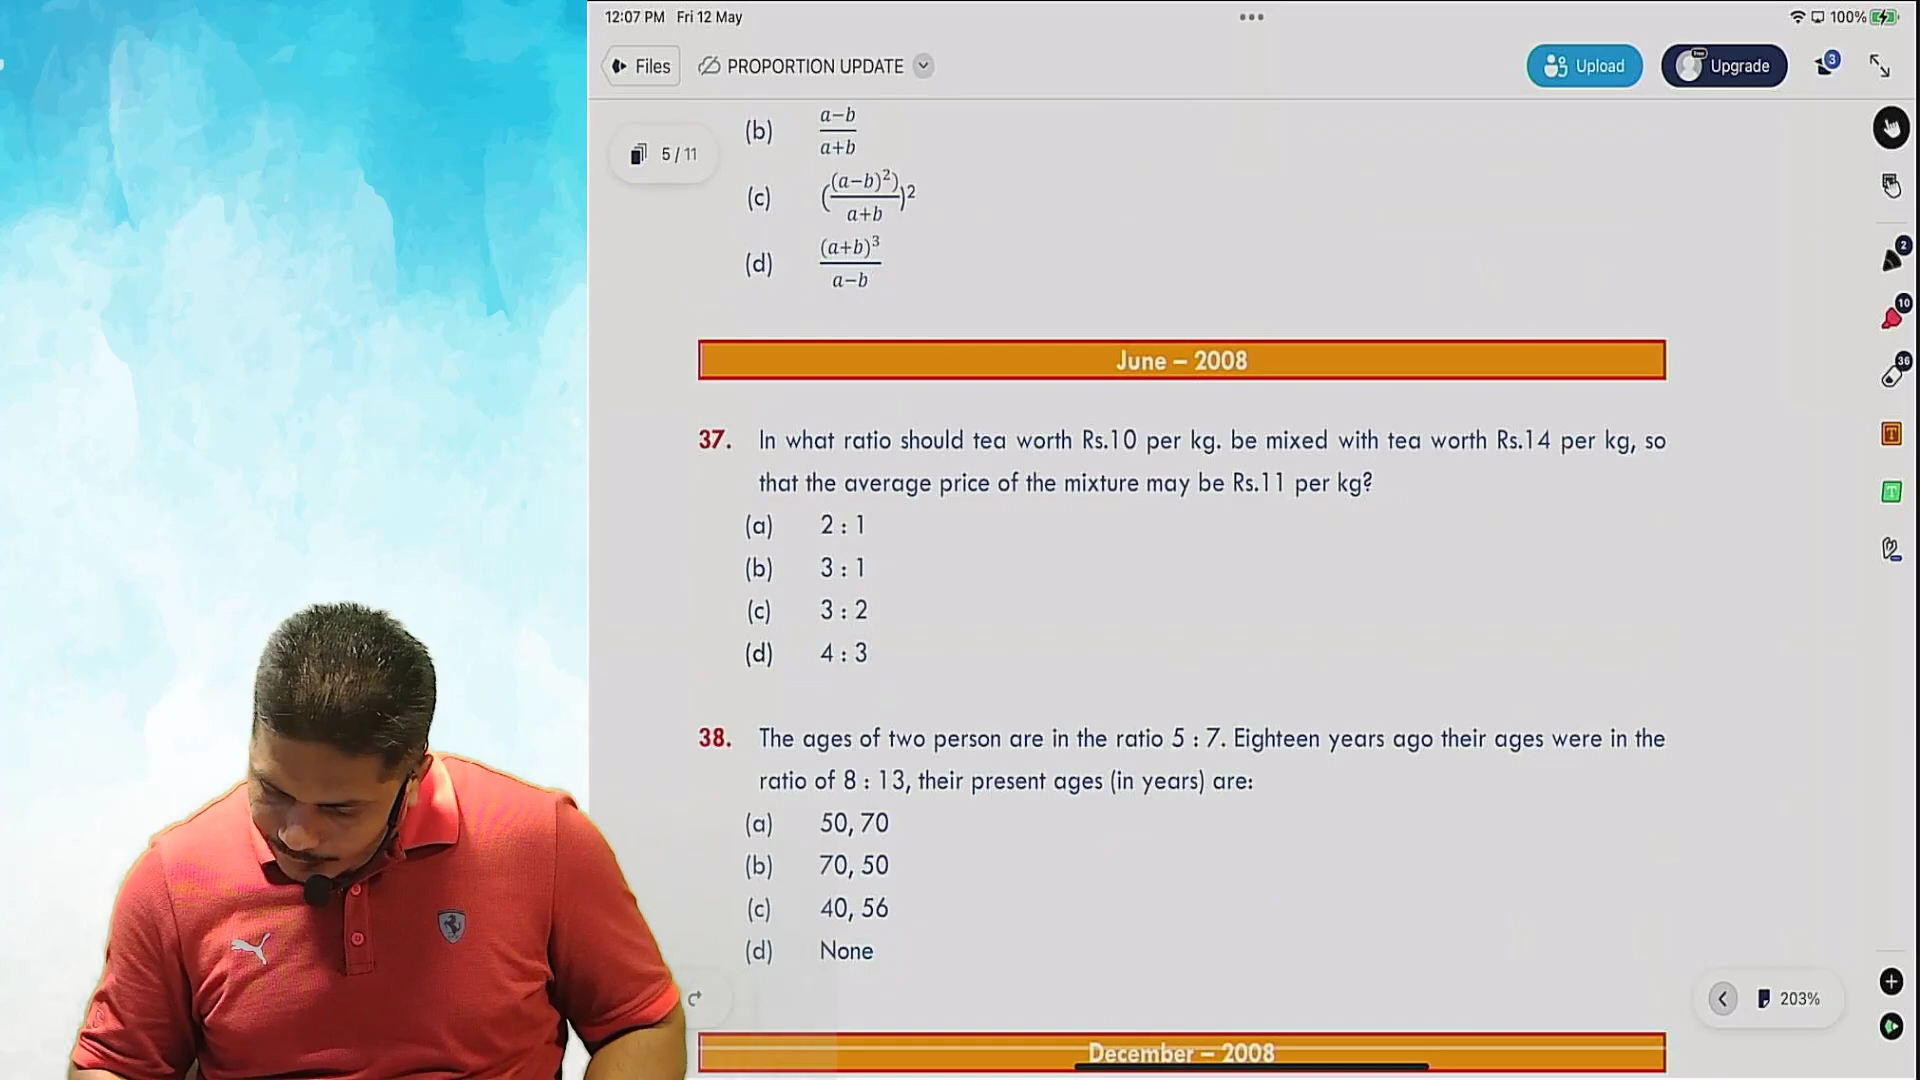 12:07 PM Fri 12 May
100%
Files
PROPORTION UPDATE
Upload
Upgrade
3
5 / 11
(b) a−b
a+b
(c) ((a−b)²)
a+b )²
(d) (a+b)³
a−b
2
10
36
June – 2008
37. In what ratio should tea worth Rs.10 per kg. be mixed with tea worth Rs.14 per kg, so
that the average price of the mixture may be Rs.11 per kg?
(a) 2 : 1
(b) 3 : 1
(c) 3 : 2
(d) 4 : 3
38. The ages of two person are in the ratio 5 : 7. Eighteen years ago their ages were in the
ratio of 8 : 13, their present ages (in years) are:
(a) 50, 70
(b) 70, 50
(c) 40, 56
(d) None
203%
December – 2008